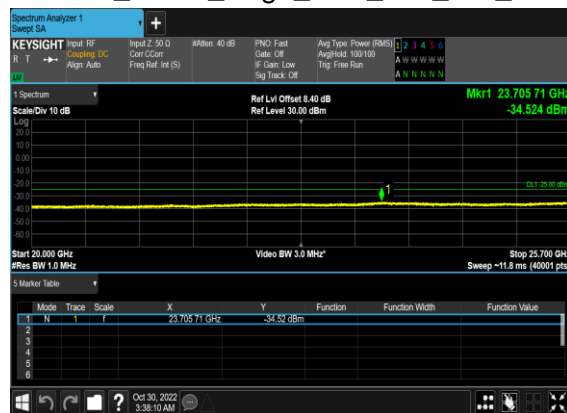 Spectrum Analyzer 1
Swept SA
KEYSIGHT Input: RF Input Z: 50 Ω #Atten: 40 dB PNO: Fast Avg Type: Power (RMS) 1 2 3 4 5 6
R T Coupling: DC Corr CCorr Gate: Off Avg|Hold: 100/100 A W W W W W
Align: Auto Freq Ref: Int (S) IF Gain: Low Trig: Free Run
Sig Track: Off A N N N N N
1 Spectrum Ref Lvl Offset 8.40 dB Mkr1 23.705 71 GHz
Scale/Div 10 dB Ref Level 30.00 dBm -34.524 dBm
Log
20.0
10.0
0.00
-10.0
-20.0 1 DL1 -25.00 dBm
-30.0
-40.0
-50.0
-60.0
Start 20.000 GHz Video BW 3.0 MHz* Stop 25.700 GHz
#Res BW 1.0 MHz Sweep ~11.8 ms (40001 pts)
5 Marker Table
Mode Trace Scale X Y Function Function Width Function Value
1 N 1 f 23.705 71 GHz -34.52 dBm
2
3
4
5
6
? Oct 30, 2022
3:38:10 AM